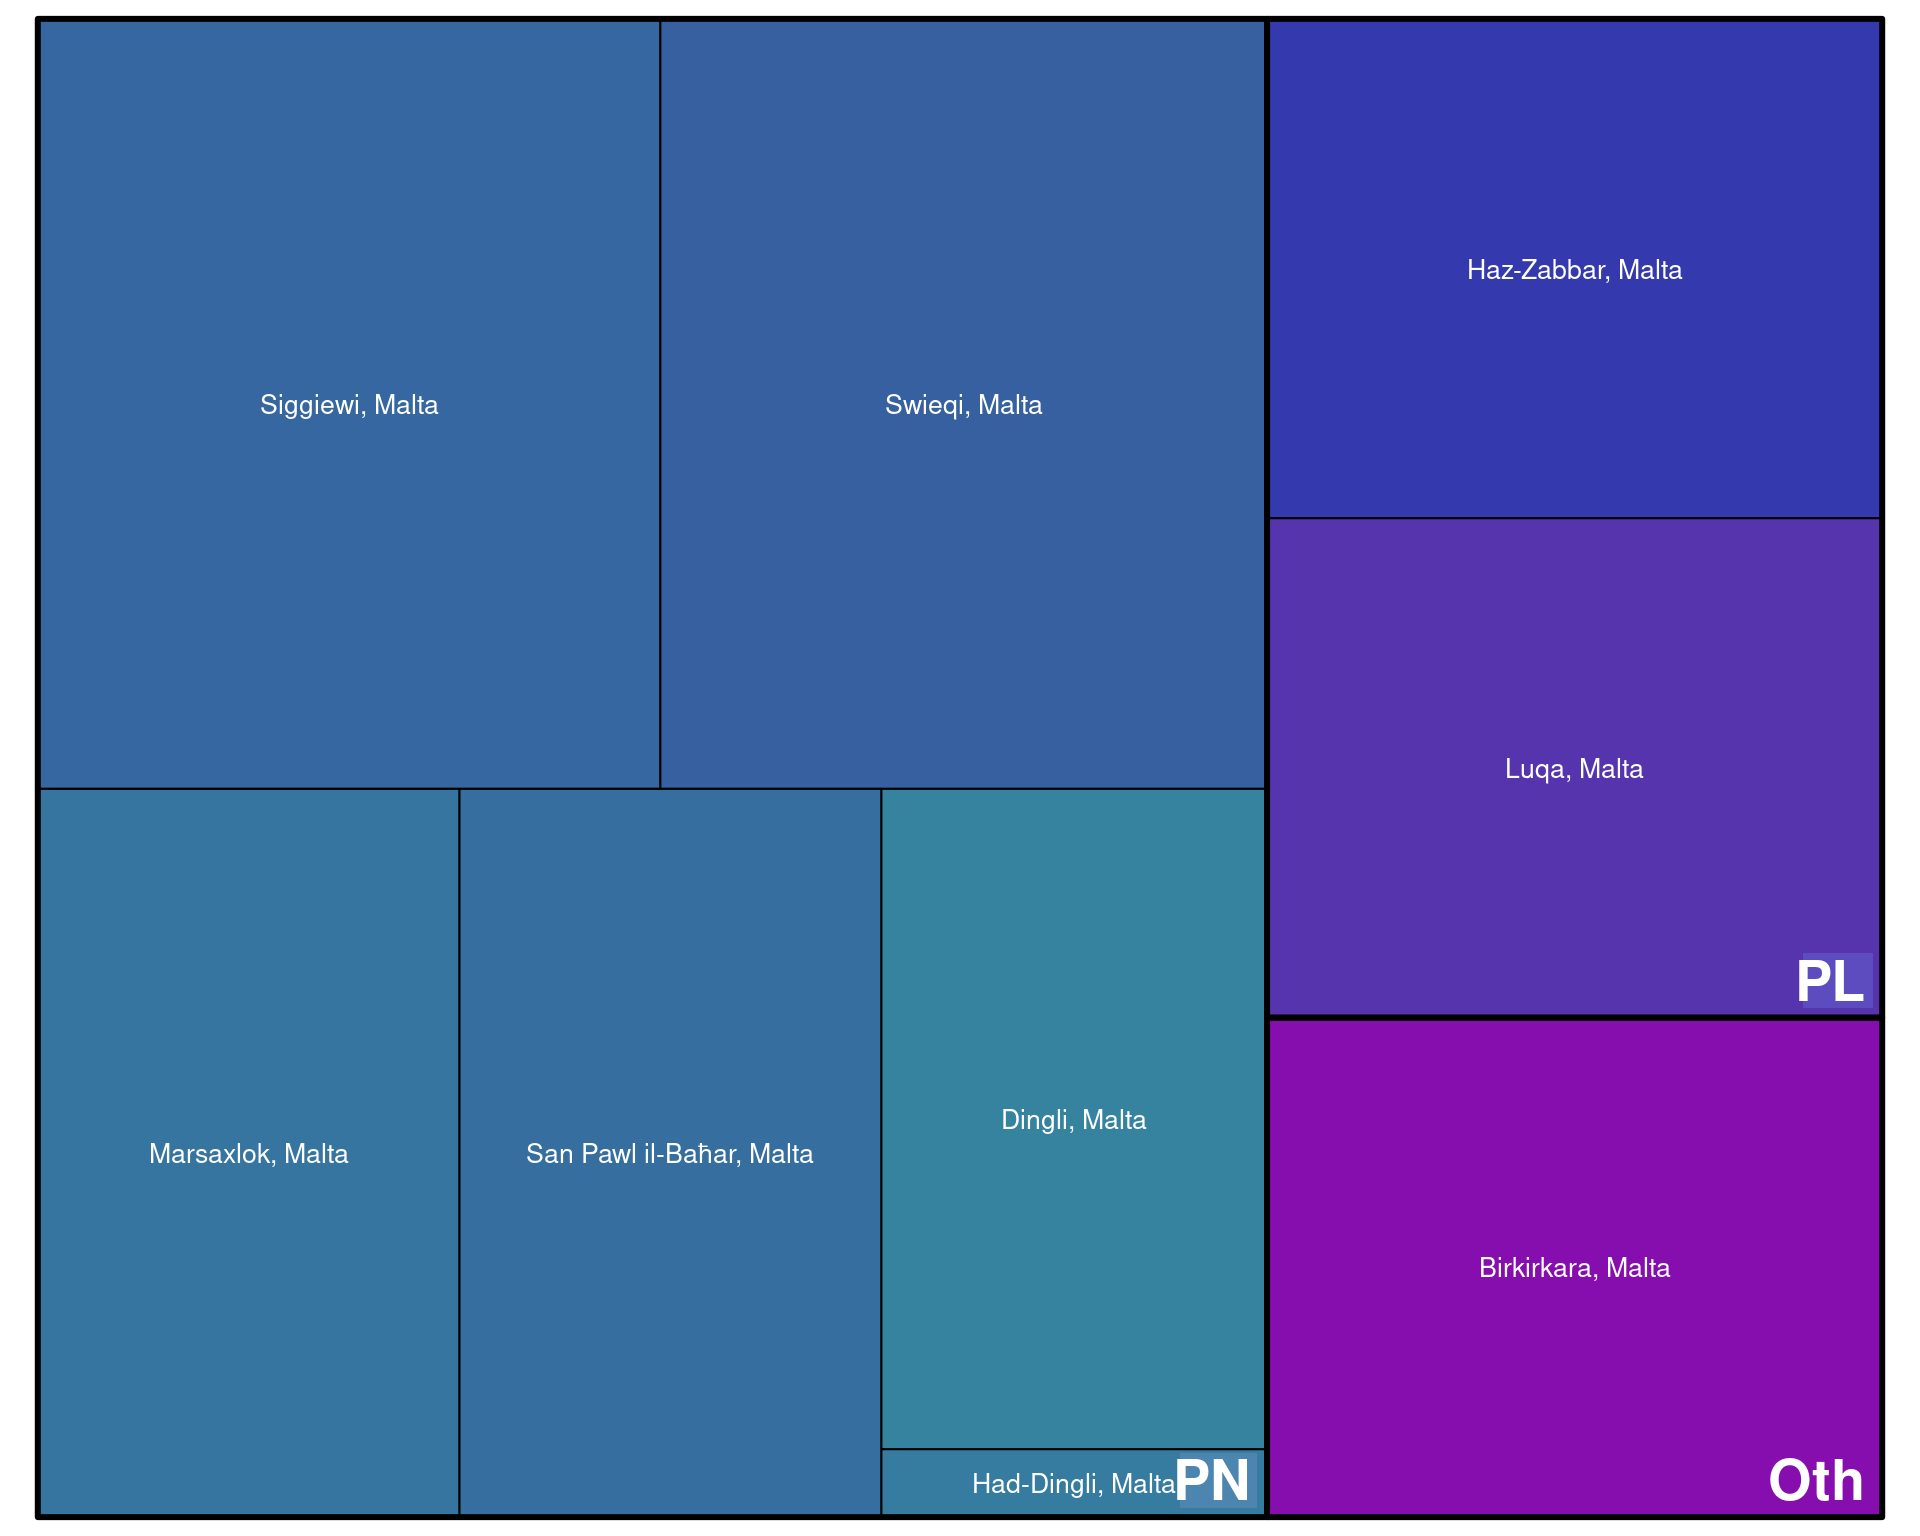 Siggiewi, Malta
Swieqi, Malta
Haz-Zabbar, Malta
Luqa, Malta
PL
Marsaxlok, Malta
San Pawl il-Baħar, Malta
Dingli, Malta
Had-Dingli, Malta
PN
Birkirkara, Malta
Oth